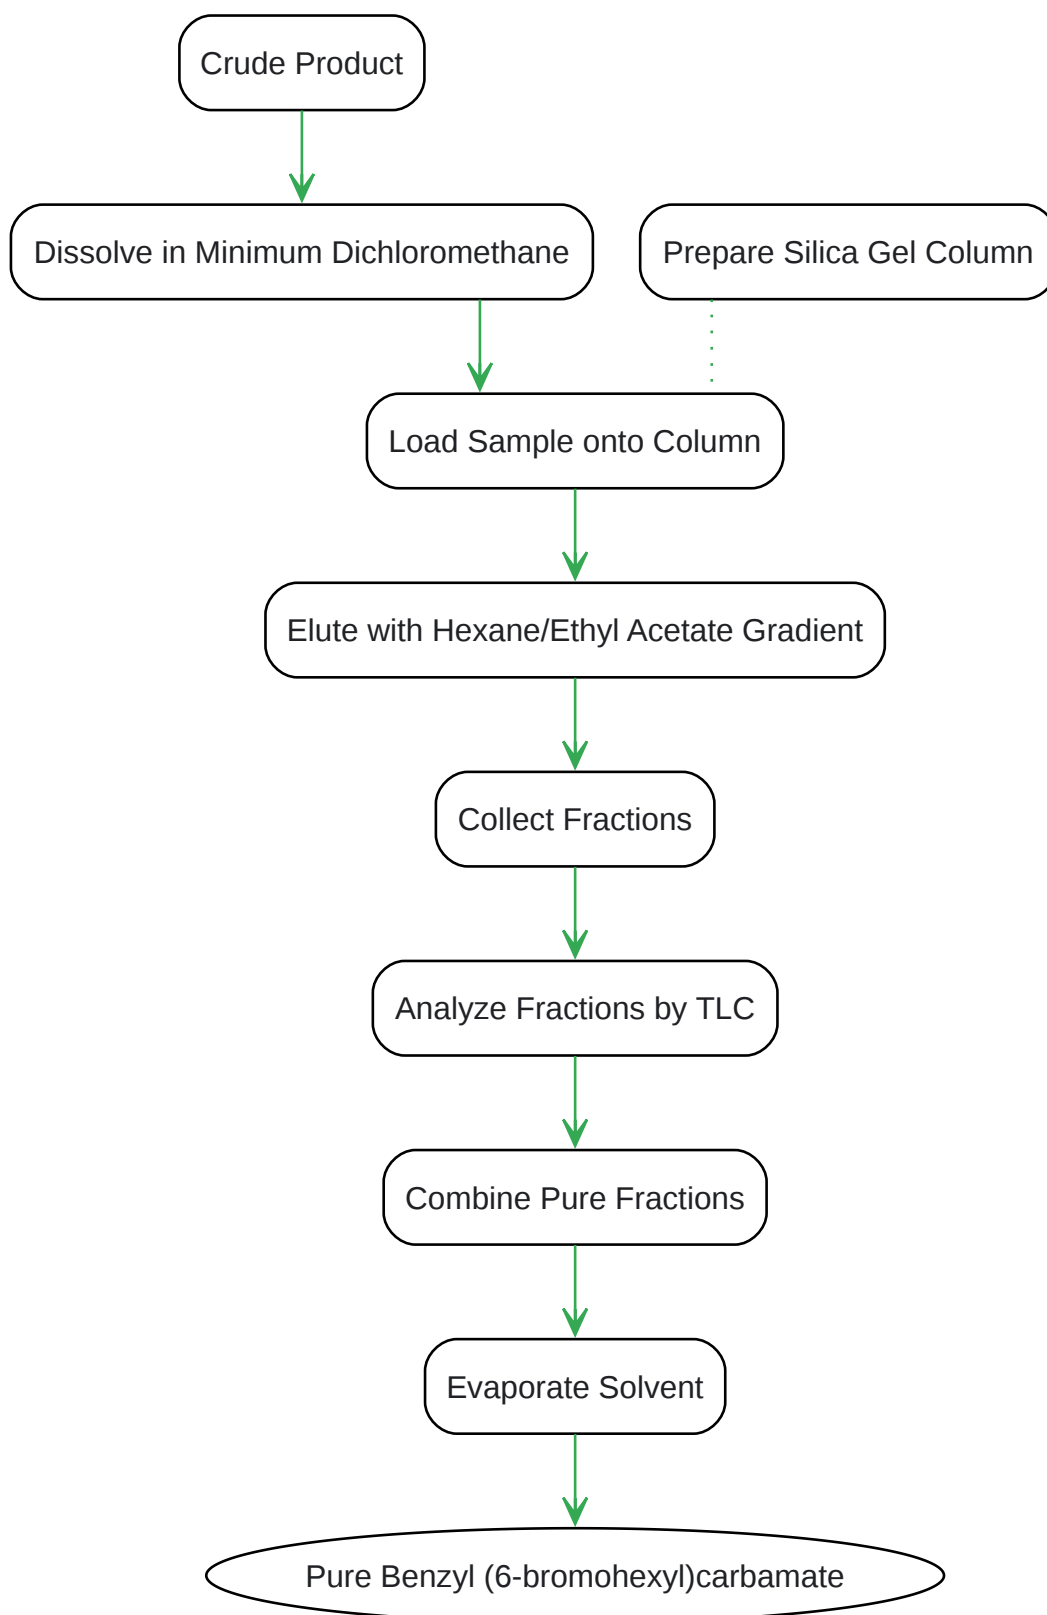 Crude Product
Dissolve in Minimum Dichloromethane
Prepare Silica Gel Column
Load Sample onto Column
Elute with Hexane/Ethyl Acetate Gradient
Collect Fractions
Analyze Fractions by TLC
Combine Pure Fractions
Evaporate Solvent
Pure Benzyl (6-bromohexyl)carbamate